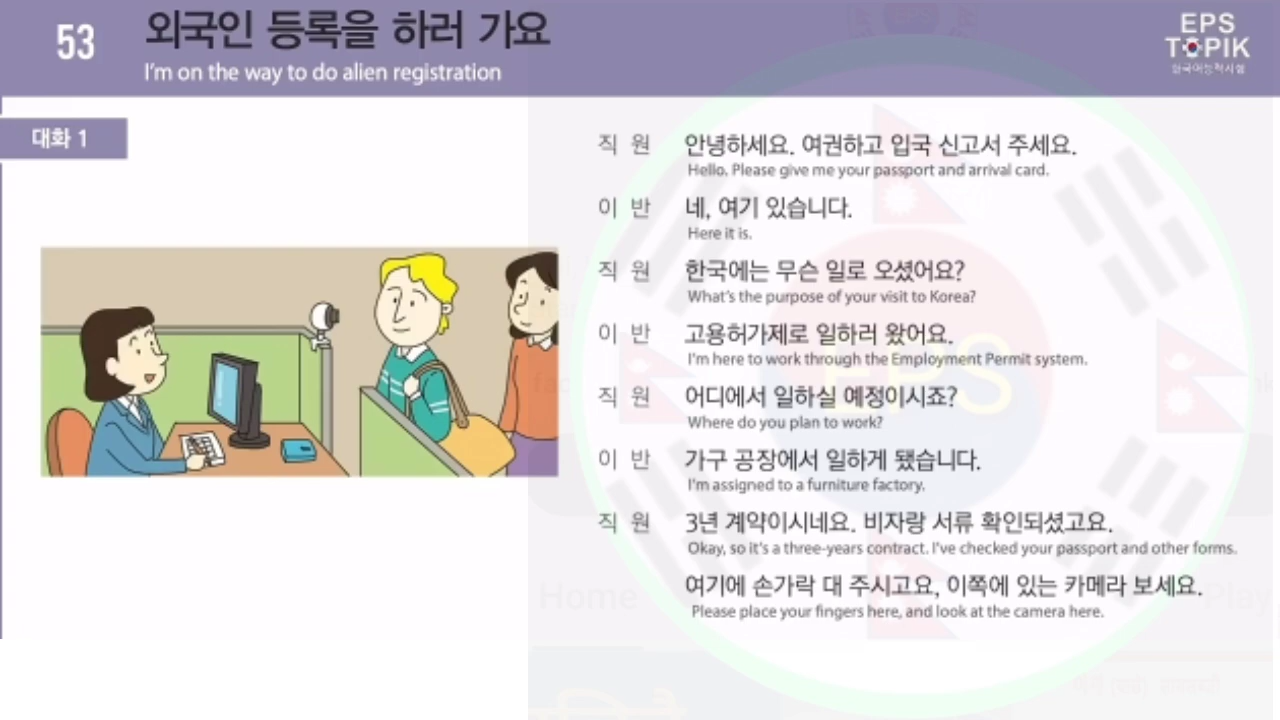 53
외국인 등록을 하러 가요
I'm on the way to do alien registration
EPS
TOPIK
한국어능력시험
대화 1
직 원 안녕하세요. 여권하고 입국 신고서 주세요.
Hello. Please give me your passport and arrival card.
이 반 네, 여기 있습니다.
Here it is.
직 원 한국에는 무슨 일로 오셨어요?
What's the purpose of your visit to Korea?
이 반 고용허가제로 일하러 왔어요.
I'm here to work through the Employment Permit system.
직 원 어디에서 일하실 예정이시죠?
Where do you plan to work?
이 반 가구 공장에서 일하게 됐습니다.
I'm assigned to a furniture factory.
직 원 3년 계약이시네요. 비자랑 서류 확인되셨고요.
Okay, so it's a three-years contract. I've checked your passport and other forms.
여기에 손가락 대 주시고요, 이쪽에 있는 카메라 보세요.
Please place your fingers here, and look at the camera here.
EPS
Home
Play